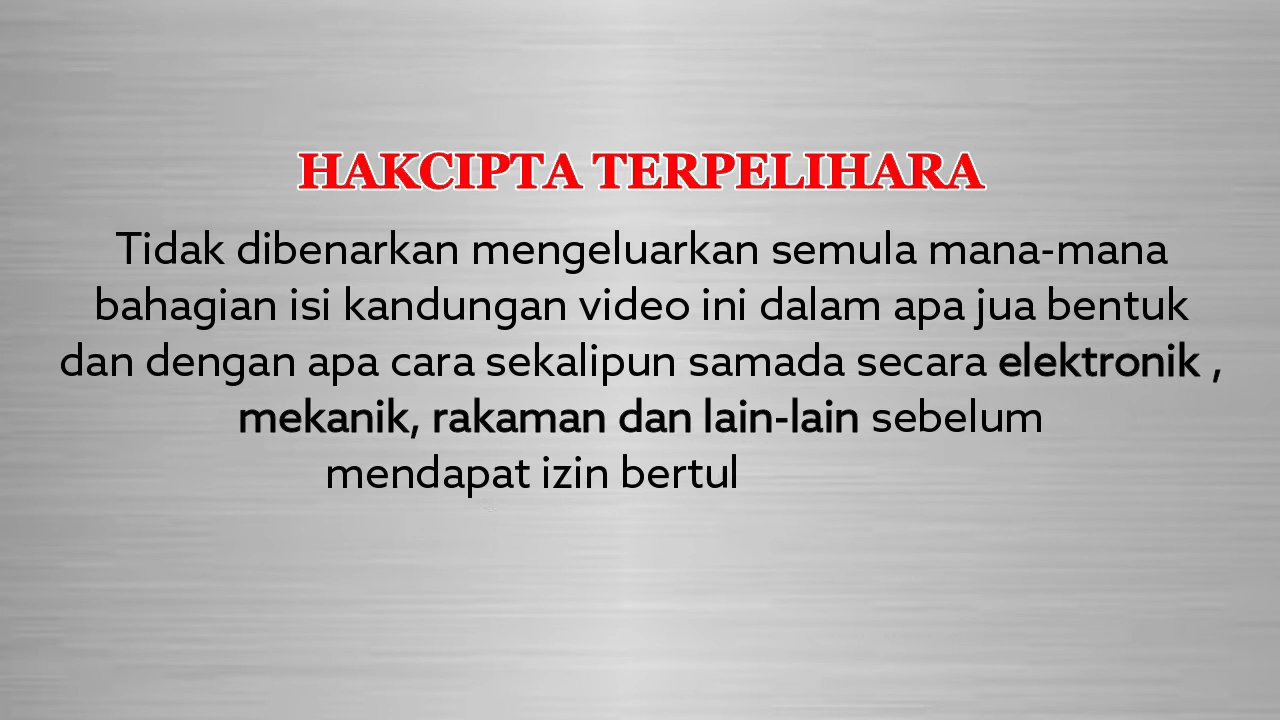 HAKCIPTA TERPELIHARA
Tidak dibenarkan mengeluarkan semula mana-mana
bahagian isi kandungan video ini dalam apa jua bentuk
dan dengan apa cara sekalipun samada secara elektronik ,
mekanik, rakaman dan lain-lain sebelum
mendapat izin bertul